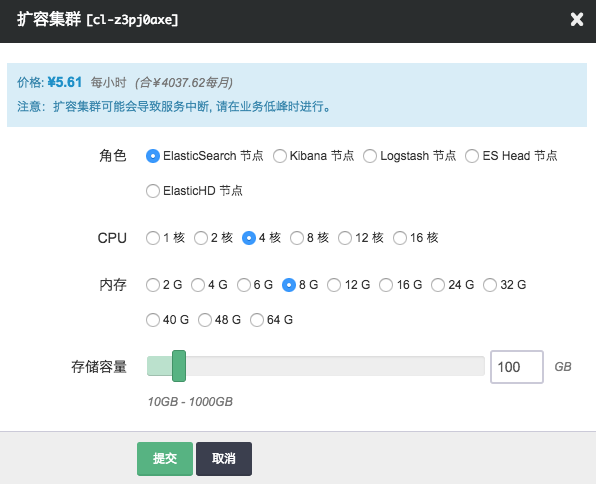 扩容集群 [cl-z3pj0axe]
价格: ¥5.61 每小时 (合¥4037.62每月)
注意：扩容集群可能会导致服务中断, 请在业务低峰时进行。
角色 ElasticSearch 节点 Kibana 节点 Logstash 节点 ES Head 节点
ElasticHD 节点
CPU 1 核 2 核 4 核 8 核 12 核 16 核
内存 2 G 4 G 6 G 8 G 12 G 16 G 24 G 32 G
40 G 48 G 64 G
存储容量 100 GB
10GB - 1000GB
提交 取消